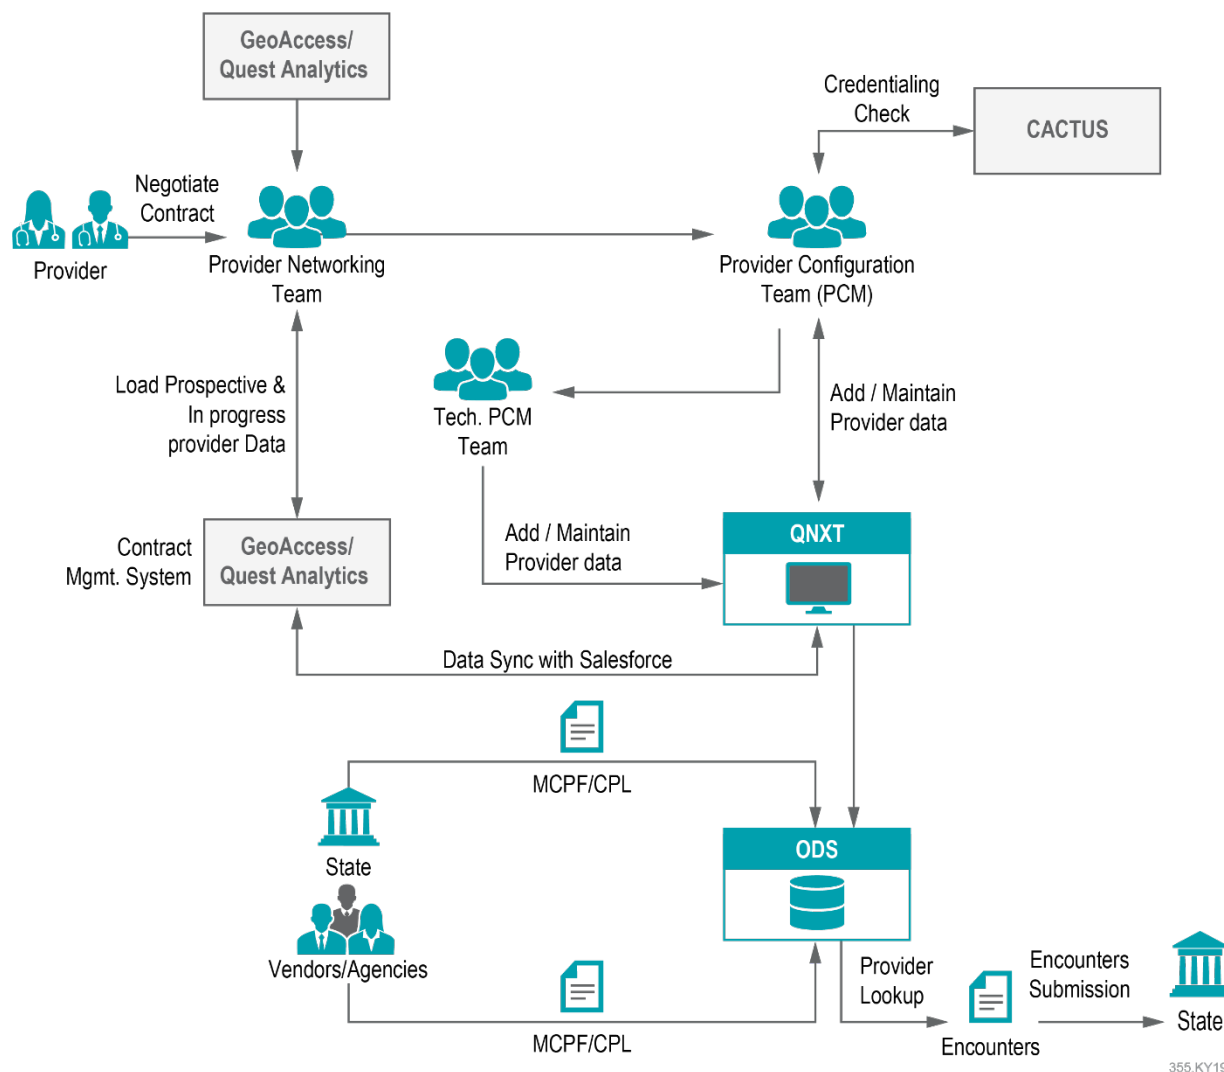 GeoAccess/
Quest Analytics
Credentialing
Check
CACTUS
Negotiate
Contract
Provider
Provider Networking
Team
Provider Configuration
Team (PCM)
Load Prospective &
In progress
provider Data
Tech. PCM
Team
Add / Maintain
Provider data
Contract
Mgmt. System
GeoAccess/
Quest Analytics
Add / Maintain
Provider data
QNXT
Data Sync with Salesforce
MCPF/CPL
State
ODS
Vendors/Agencies
MCPF/CPL
Provider
Lookup
Encounters
Encounters
Submission
State
355.KY19